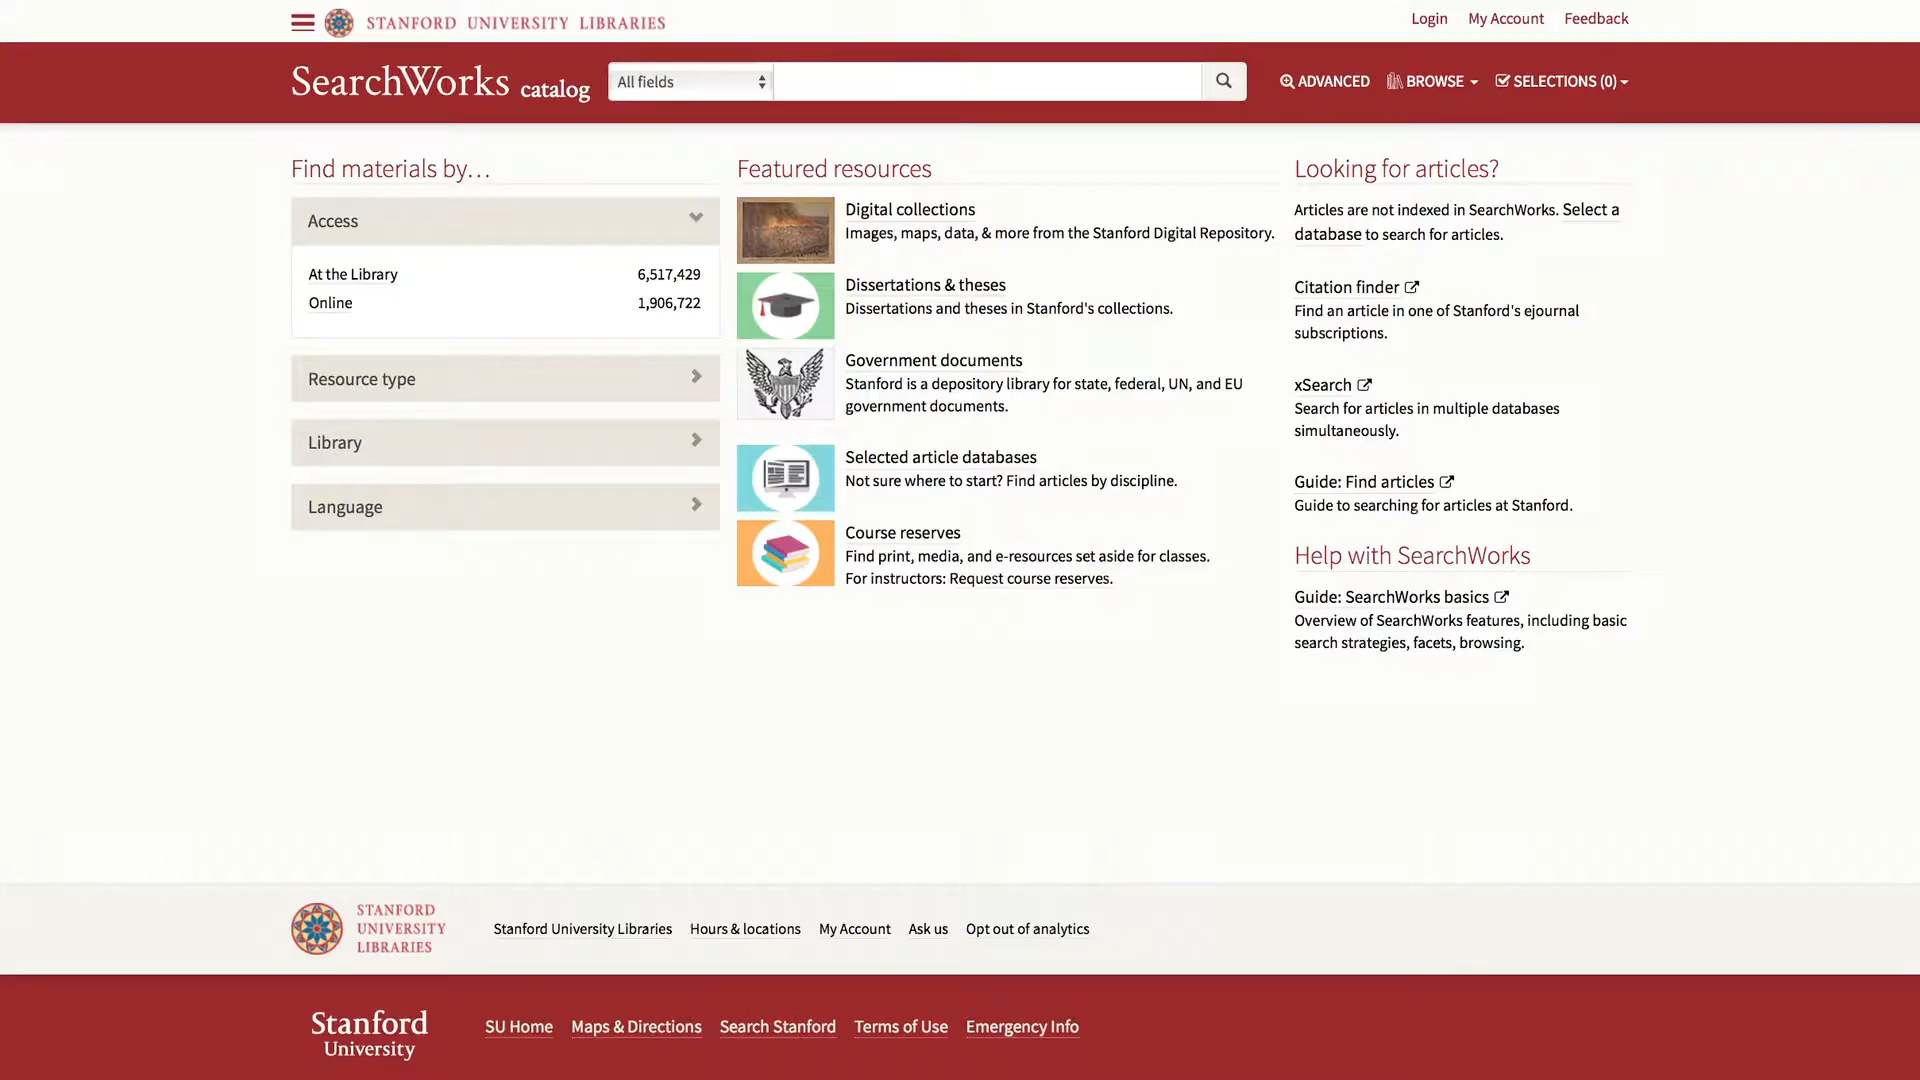 STANFORD UNIVERSITY LIBRARIES
Login My Account Feedback
SearchWorks catalog
All fields
ADVANCED BROWSE SELECTIONS (0)
Find materials by...
Access
At the Library 6,517,429
Online 1,906,722
Resource type
Library
Language
Featured resources
Digital collections
Images, maps, data, & more from the Stanford Digital Repository.
Dissertations & theses
Dissertations and theses in Stanford's collections.
Government documents
Stanford is a depository library for state, federal, UN, and EU
government documents.
Selected article databases
Not sure where to start? Find articles by discipline.
Course reserves
Find print, media, and e-resources set aside for classes.
For instructors: Request course reserves.
Looking for articles?
Articles are not indexed in SearchWorks. Select a
database to search for articles.
Citation finder
Find an article in one of Stanford's ejournal
subscriptions.
xSearch
Search for articles in multiple databases
simultaneously.
Guide: Find articles
Guide to searching for articles at Stanford.
Help with SearchWorks
Guide: SearchWorks basics
Overview of SearchWorks features, including basic
search strategies, facets, browsing.
STANFORD
UNIVERSITY
LIBRARIES
Stanford University Libraries Hours & locations My Account Ask us Opt out of analytics
Stanford
University
SU Home Maps & Directions Search Stanford Terms of Use Emergency Info